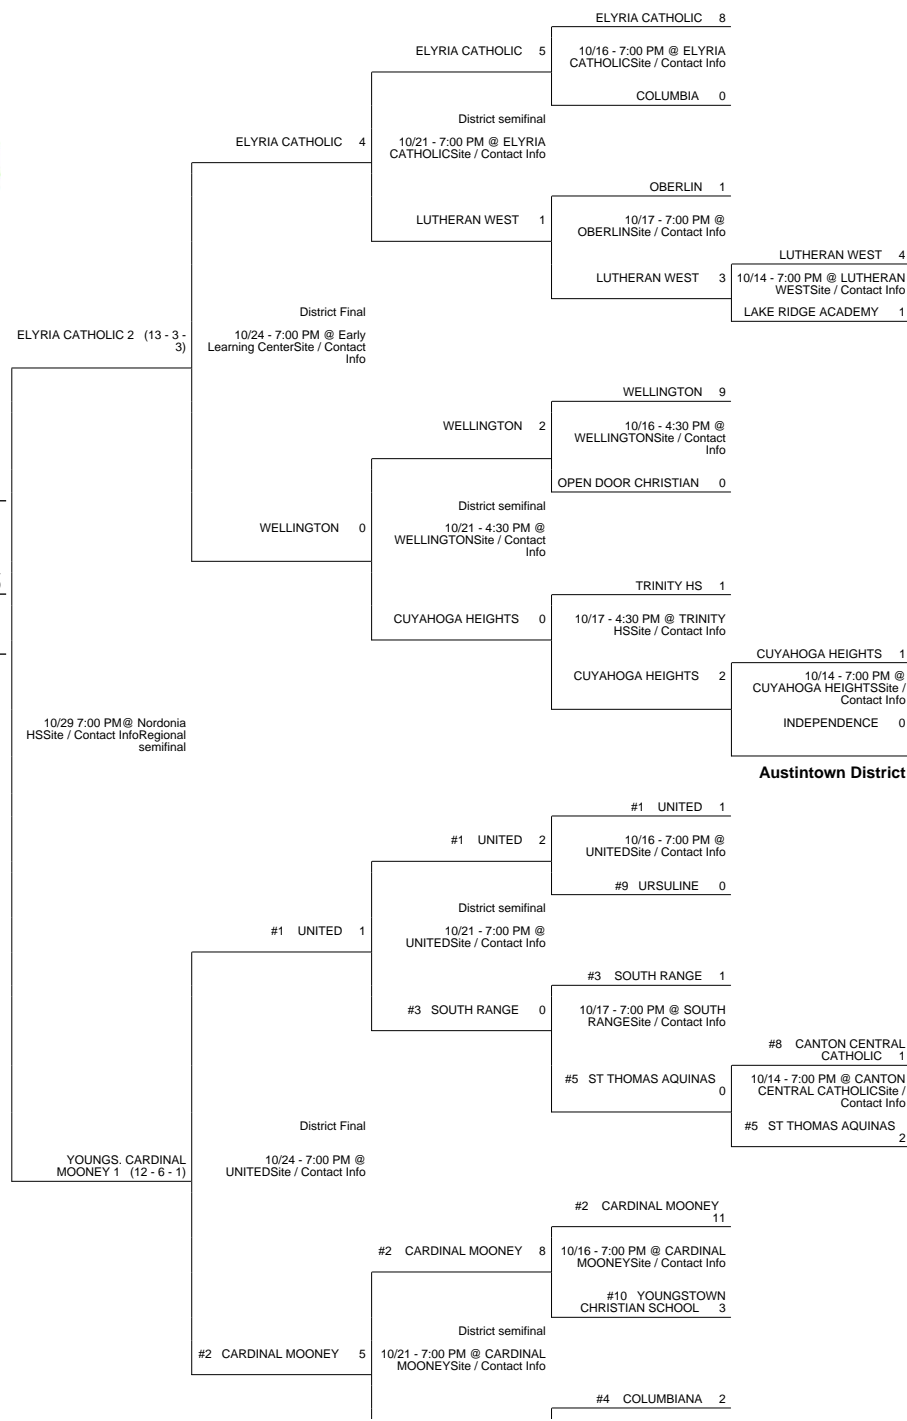 ELYRIA CATHOLIC 8
ELYRIA CATHOLIC 5
10/16 - 7:00 PM @ ELYRIA
CATHOLICSite / Contact Info
COLUMBIA 0
District semifinal
ELYRIA CATHOLIC 4
10/21 - 7:00 PM @ ELYRIA
CATHOLICSite / Contact Info
OBERLIN 1
LUTHERAN WEST 1
10/17 - 7:00 PM @
OBERLINSite / Contact Info
LUTHERAN WEST 4
LUTHERAN WEST 3
10/14 - 7:00 PM @ LUTHERAN
WESTSite / Contact Info
LAKE RIDGE ACADEMY 1
District Final
ELYRIA CATHOLIC 2 (13 - 3 -
3)
10/24 - 7:00 PM @ Early
Learning CenterSite / Contact
Info
WELLINGTON 9
WELLINGTON 2
10/16 - 4:30 PM @
WELLINGTONSite / Contact
Info
OPEN DOOR CHRISTIAN 0
District semifinal
WELLINGTON 0
10/21 - 4:30 PM @
WELLINGTONSite / Contact
Info
TRINITY HS 1
CUYAHOGA HEIGHTS 0
10/17 - 4:30 PM @ TRINITY
HSSite / Contact Info
CUYAHOGA HEIGHTS 1
CUYAHOGA HEIGHTS 2
10/14 - 7:00 PM @
CUYAHOGA HEIGHTSSite /
Contact Info
INDEPENDENCE 0
10/29 7:00 PM@ Nordonia
HSSite / Contact InfoRegional
semifinal
Austintown District
#1 UNITED 1
#1 UNITED 2
10/16 - 7:00 PM @
UNITEDSite / Contact Info
#9 URSULINE 0
District semifinal
#1 UNITED 1
10/21 - 7:00 PM @
UNITEDSite / Contact Info
#3 SOUTH RANGE 1
#3 SOUTH RANGE 0
10/17 - 7:00 PM @ SOUTH
RANGESite / Contact Info
#8 CANTON CENTRAL
CATHOLIC 1
#5 ST THOMAS AQUINAS
0
10/14 - 7:00 PM @ CANTON
CENTRAL CATHOLICSite /
Contact Info
#5 ST THOMAS AQUINAS
2
District Final
YOUNGS. CARDINAL
MOONEY 1 (12 - 6 - 1)
10/24 - 7:00 PM @
UNITEDSite / Contact Info
#2 CARDINAL MOONEY
11
#2 CARDINAL MOONEY 8
10/16 - 7:00 PM @ CARDINAL
MOONEYSite / Contact Info
#10 YOUNGSTOWN
CHRISTIAN SCHOOL 3
District semifinal
#2 CARDINAL MOONEY 5
10/21 - 7:00 PM @ CARDINAL
MOONEYSite / Contact Info
#4 COLUMBIANA 2